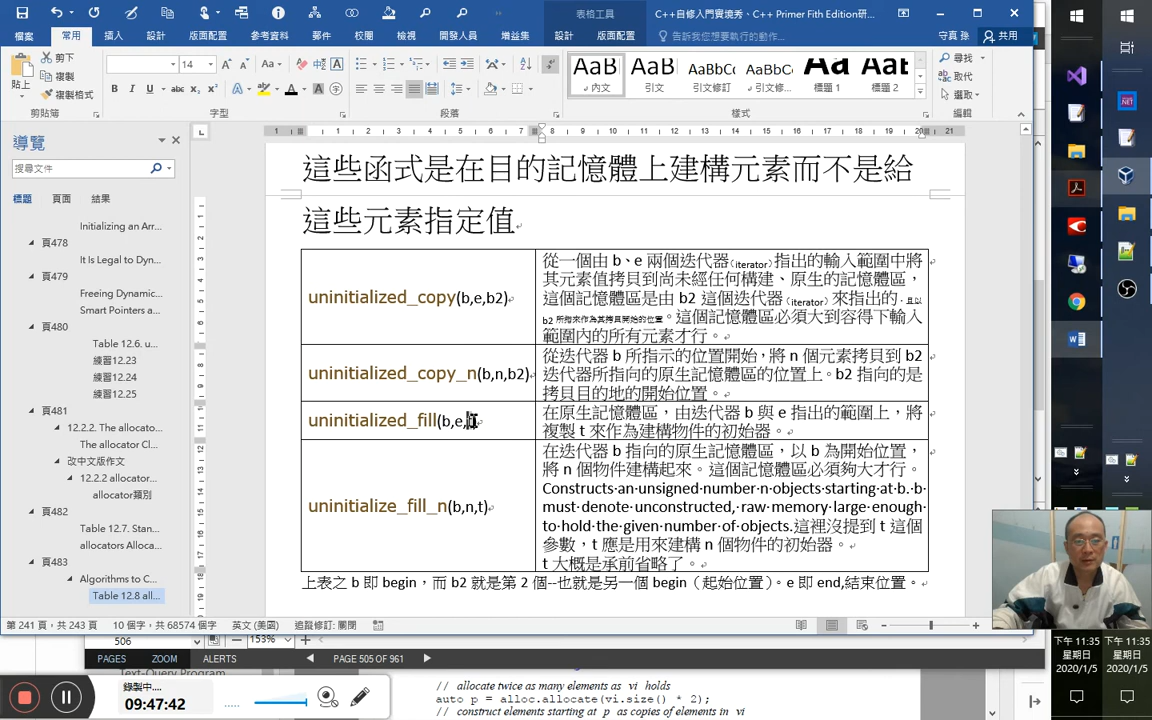 C++自修入門實境秀、C++ Primer Fith Edition研...
表格工具
檔案 常用 插入 設計 版面配置 參考資料 郵件 校閱 檢視 開發人員 增益集 設計 版面配置 告訴我您想要執行的動作... 守真 孫 共用
貼上 剪下 複製 複製格式
14
AaB AaB AaBbC AaBbC Aa AaB
內文 引文 引文修訂 引文修... 標題 1 標題 2
尋找 取代 選取
剪貼簿 字型 段落 樣式 編輯
導覽
搜尋文件
標題 頁面 結果
Initializing an Arr...
頁478
It Is Legal to Dyn...
頁479
Freeing Dynamic...
Smart Pointers a...
頁480
Table 12.6. u...
練習12.23
練習12.24
練習12.25
頁481
12.2.2. The allocato...
The allocator Cl...
改中文版作文
12.2.2 allocator...
allocator類別
頁482
Table 12.7. Stan...
allocators Alloca...
頁483
Algorithms to C...
Table 12.8 all...
這些函式是在目的記憶體上建構元素而不是給
這些元素指定值
uninitialized_copy(b,e,b2)
從一個由 b、e 兩個迭代器(iterator)指出的輸入範圍中將
其元素值拷貝到尚未經任何構建、原生的記憶體區,
這個記憶體區是由 b2 這個迭代器(iterator)來指出的.且以
b2 所指來作為其拷貝開始的位置。這個記憶體區必須大到容得下輸入
範圍內的所有元素才行。
uninitialized_copy_n(b,n,b2)
從迭代器 b 所指示的位置開始,將 n 個元素拷貝到 b2
迭代器所指向的原生記憶體區的位置上。b2 指向的是
拷貝目的地的開始位置。
uninitialized_fill(b,e,t)
在原生記憶體區,由迭代器 b 與 e 指出的範圍上,將
複製 t 來作為建構物件的初始器。
uninitialize_fill_n(b,n,t)
在迭代器 b 指向的原生記憶體區,以 b 為開始位置,
將 n 個物件建構起來。這個記憶體區必須夠大才行。
Constructs an unsigned number n objects starting at b. b
must denote unconstructed, raw memory large enough
to hold the given number of objects.這裡沒提到 t 這個
參數,t 應是用來建構 n 個物件的初始器。
t 大概是承前省略了。
上表之 b 即 begin,而 b2 就是第 2 個--也就是另一個 begin(起始位置)。e 即 end,結束位置。
第 241 頁,共 243 頁 10 個字,共 68574 個字 英文 (美國) 追蹤修訂: 關閉 153%
506 153%
PAGES ZOOM ALERTS PAGE 505 OF 961
Text-Query Program
錄製中....
09:47:42
// allocate twice as many elements as vi holds
auto p = alloc.allocate(vi.size() * 2);
// construct elements starting at p as copies of elements in vi
下午 11:35
星期日
2020/1/5
下午 11:35
星期日
2020/1/5